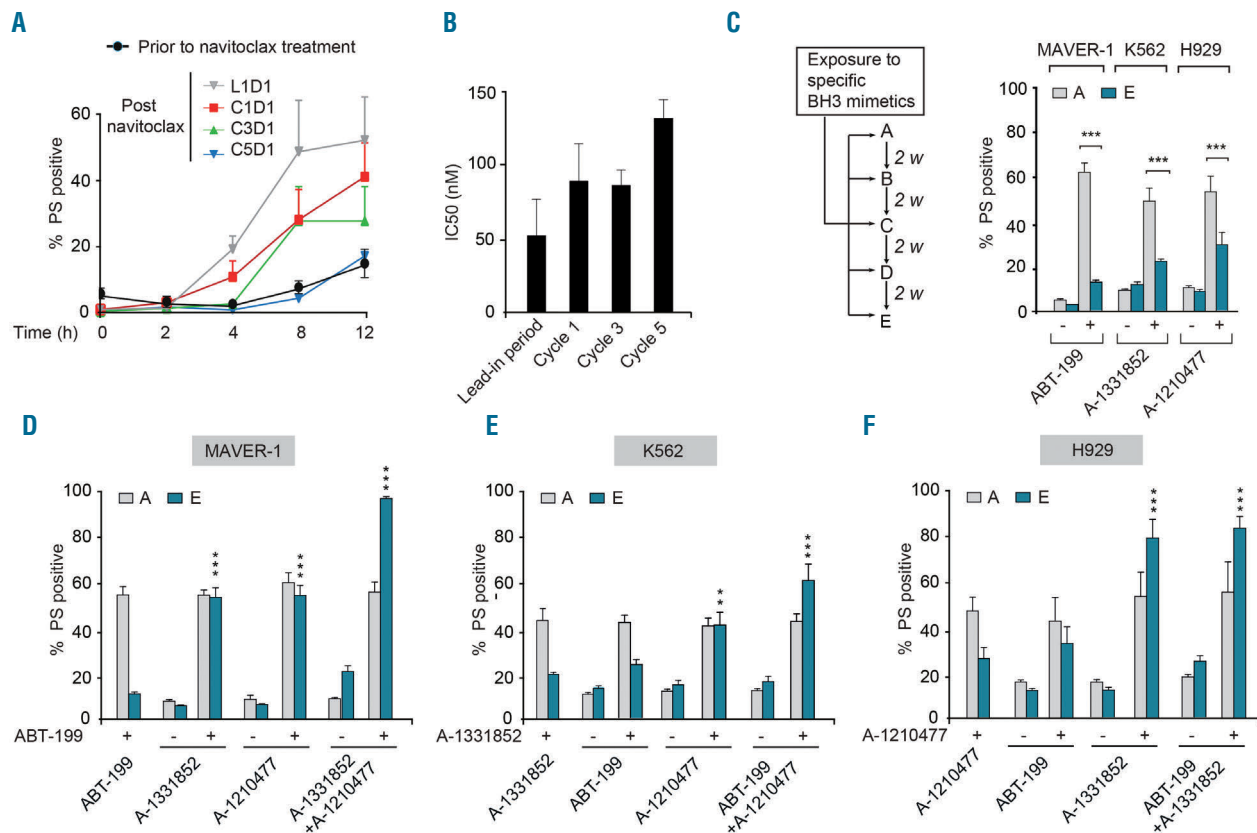 A
Prior to navitoclax treatment
Post
navitoclax
L1D1
C1D1
C3D1
C5D1
% PS positive
60
40
20
0
Time (h)
0 2 4 8 12
B
IC50 (nM)
150
100
50
0
Lead-in period
Cycle 1
Cycle 3
Cycle 5
C
Exposure to
specific
BH3 mimetics
A
2 w
B
2 w
C
2 w
D
2 w
E
MAVER-1 K562 H929
A E
% PS positive
100
80
60
40
20
0
*** *** ***
- + - + - +
ABT-199
A-1331852
A-1210477
D
MAVER-1
A E
% PS positive
100
80
60
40
20
0
*** *** ***
ABT-199 + - + - + - +
ABT-199
A-1331852
A-1210477
A-1331852
+A-1210477
E
K562
A E
% PS positive
100
80
60
40
20
0
** ***
A-1331852 + - + - + - +
A-1331852
ABT-199
A-1210477
ABT-199
+A-1210477
F
H929
A E
% PS positive
100
80
60
40
20
0
*** ***
A-1210477 + - + - + - +
A-1210477
ABT-199
A-1331852
ABT-199
+A-1331852